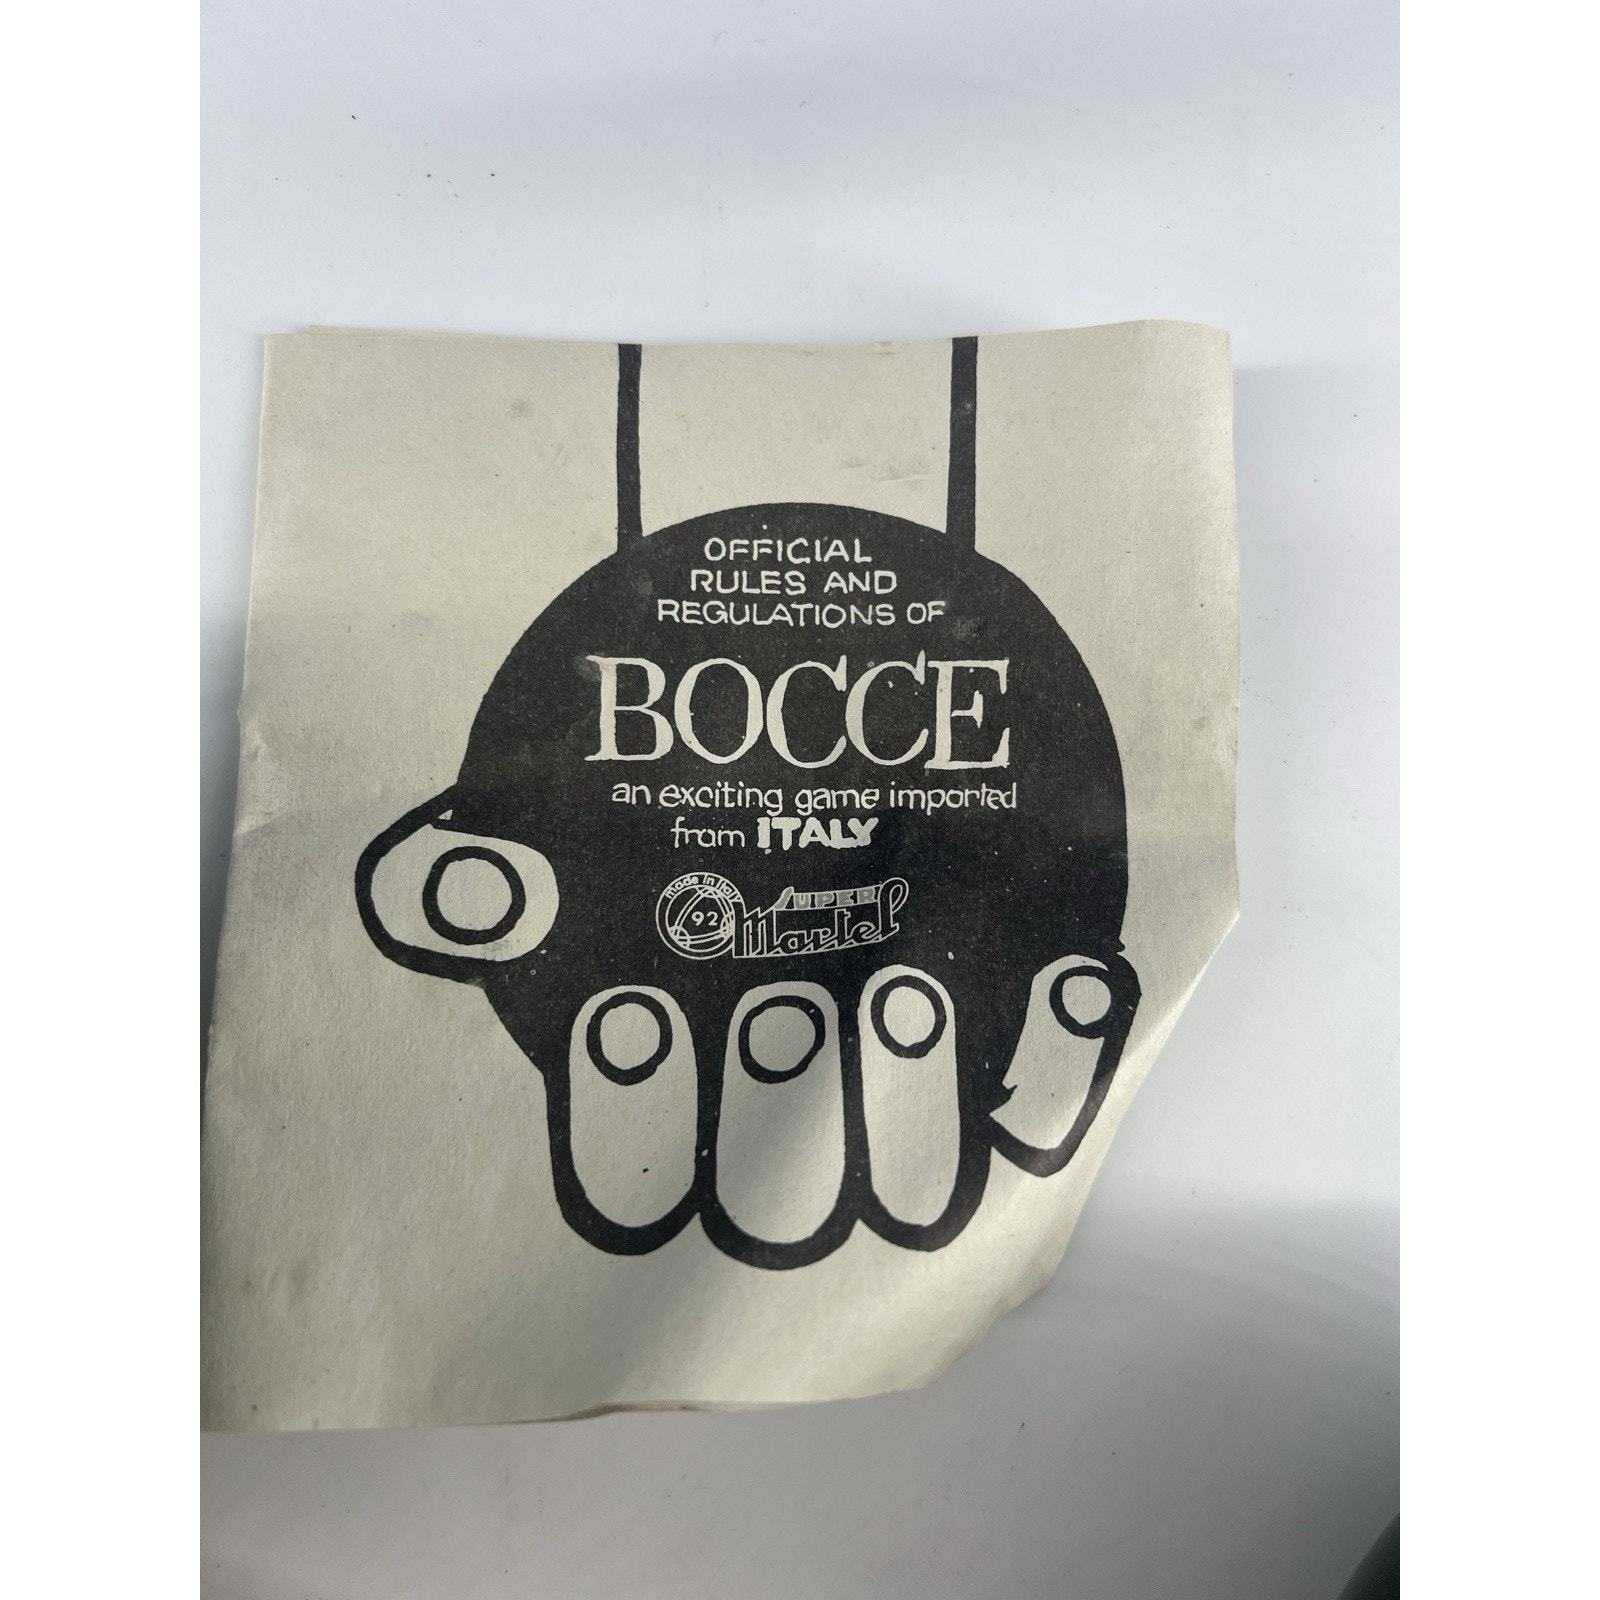 OFFICIAL
RULES AND
REGULATIONS OF
BOCCE
an exciting game imported
from ITALY
made in Italy
92
SUPER
Martel